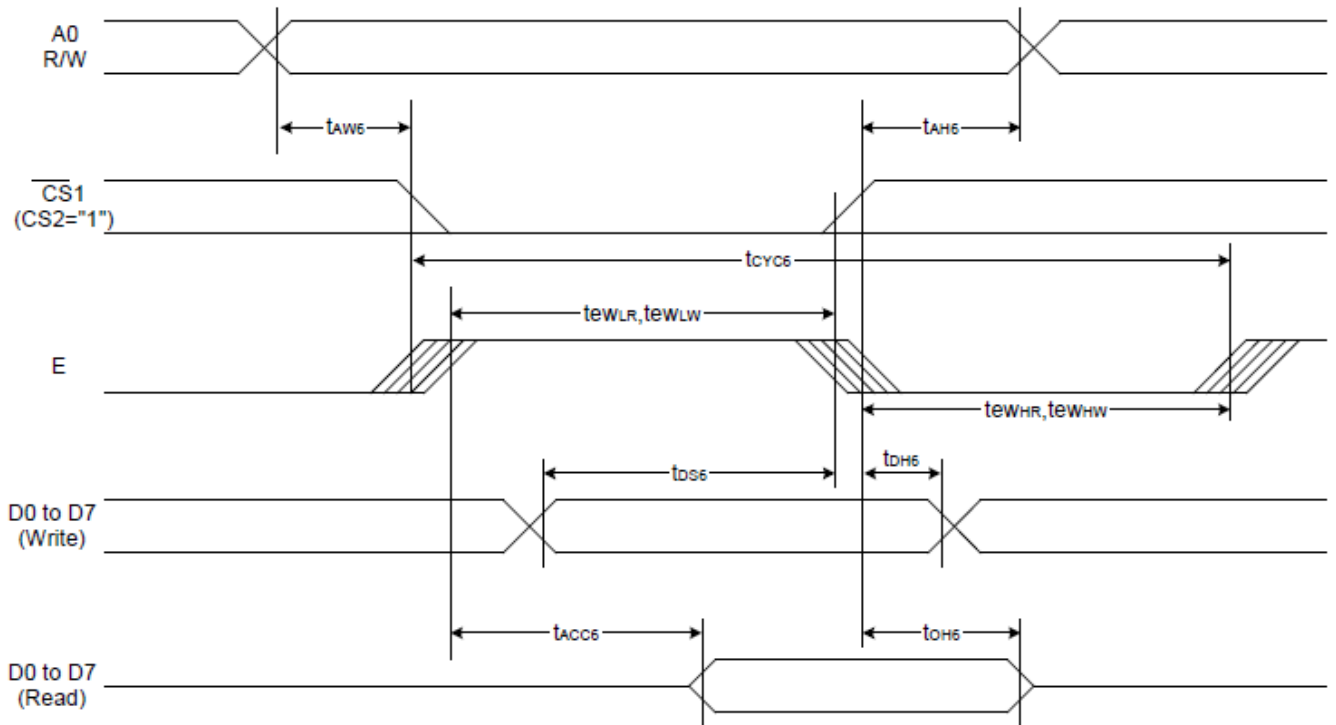 A0
R/W
tAW6
tAH6
CS1
(CS2="1")
tCYC6
tewLR,tewLW
E
tewHR,tewHW
tDS6
tDH6
D0 to D7
(Write)
tACC6
tOH6
D0 to D7
(Read)